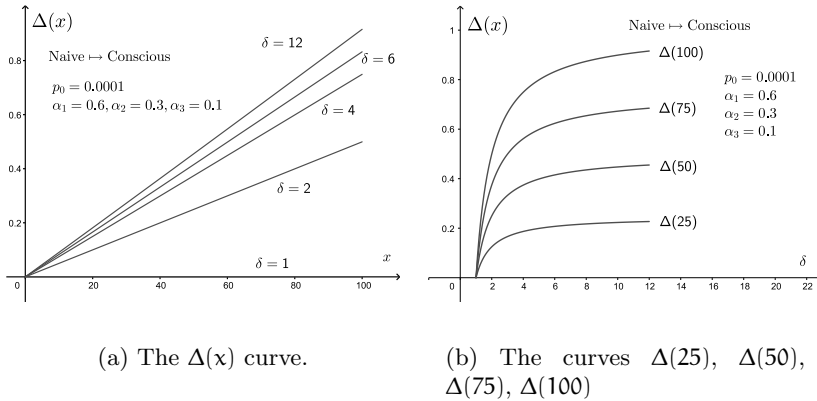 Δ(x)
δ = 12
Naive ↦ Conscious
δ = 6
0.8
p₀ = 0.0001
α₁ = 0.6, α₂ = 0.3, α₃ = 0.1
δ = 4
0.6
0.4
δ = 2
0.2
δ = 1
x
0 20 40 60 80 100
(a) The Δ(x) curve.
Δ(x)
Naive ↦ Conscious
1
Δ(100)
p₀ = 0.0001
α₁ = 0.6
α₂ = 0.3
α₃ = 0.1
0.8
Δ(75)
0.6
Δ(50)
0.4
Δ(25)
0.2
δ
0 2 4 6 8 10 12 14 16 18 20 22
(b) The curves Δ(25), Δ(50),
Δ(75), Δ(100)